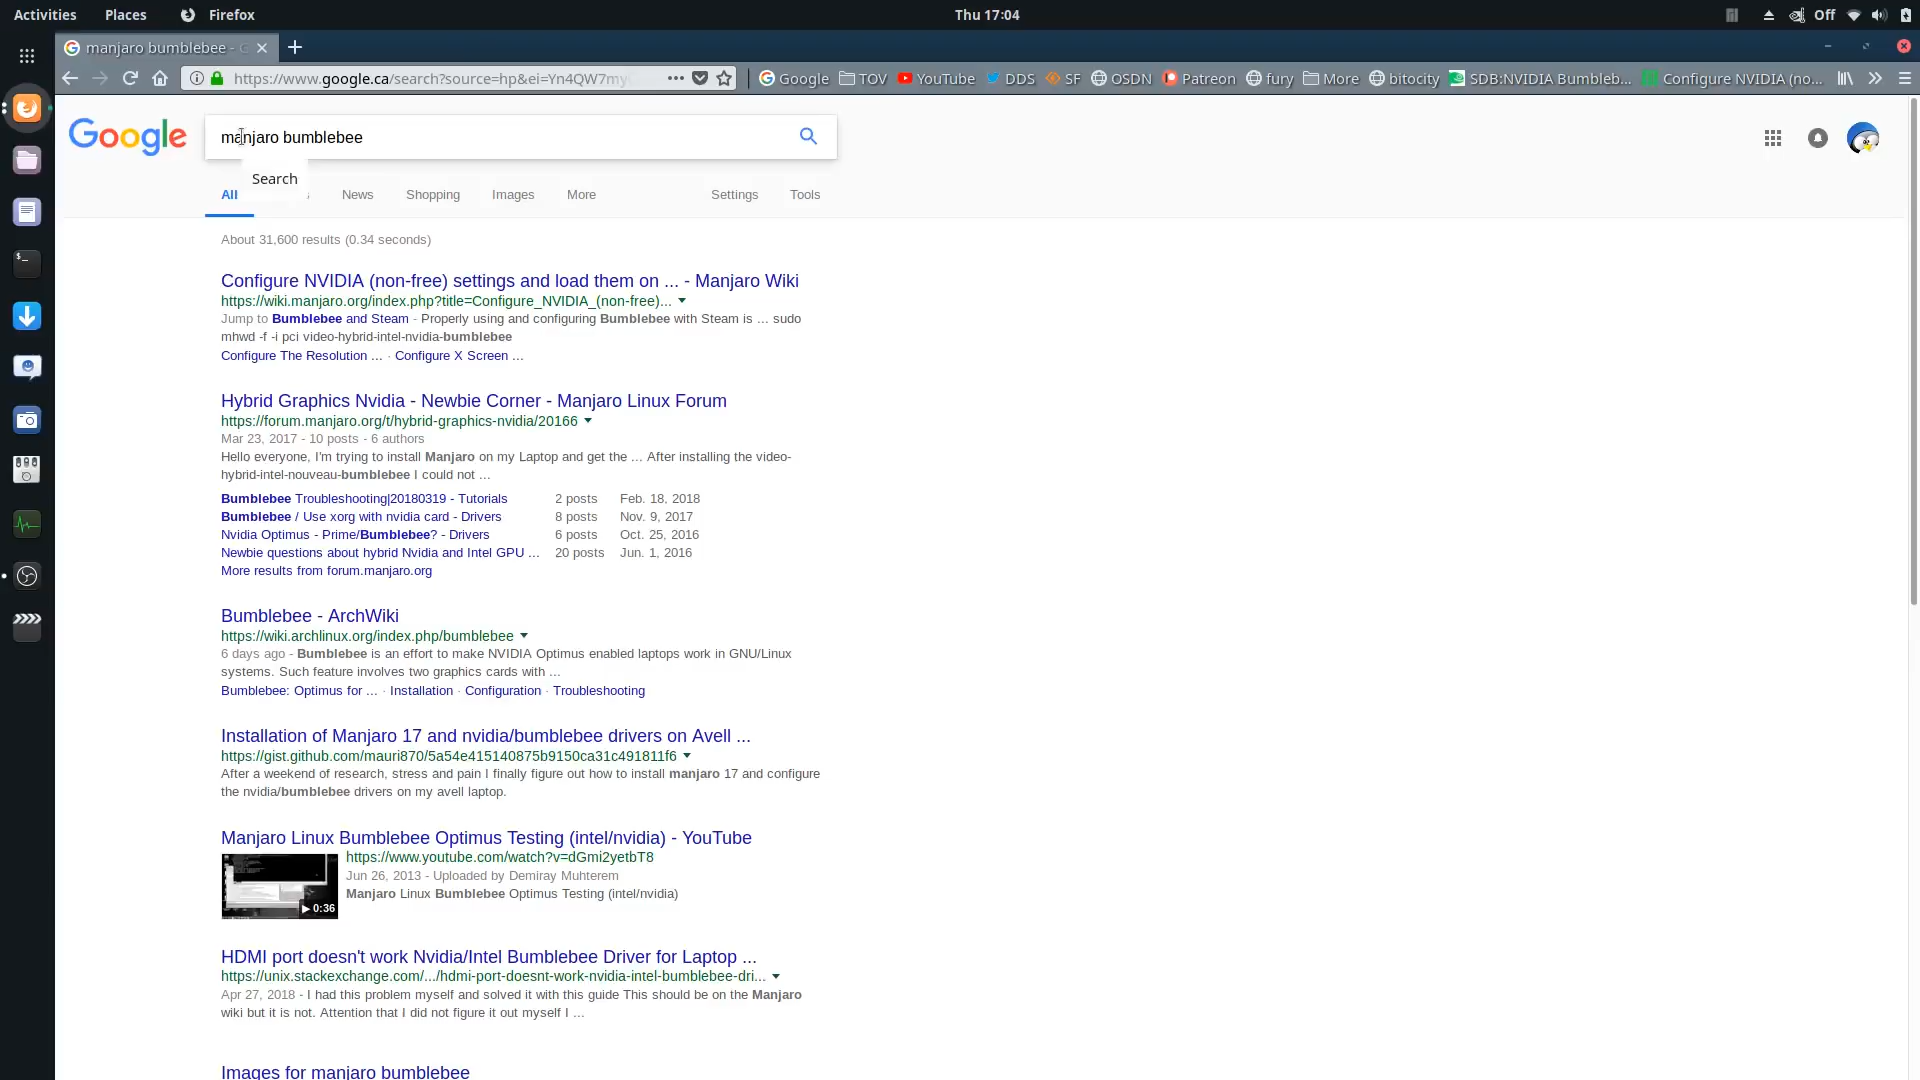 Activities Places Firefox Thu 17:04 Off
manjaro bumblebee - G
https://www.google.ca/search?source=hp&ei=Yn4QW7my Google TOV YouTube DDS SF OSDN Patreon fury More bitocity SDB:NVIDIA Bumbleb... Configure NVIDIA (no...
Google manjaro bumblebee
Search
All News Shopping Images More Settings Tools
About 31,600 results (0.34 seconds)
Configure NVIDIA (non-free) settings and load them on ... - Manjaro Wiki
https://wiki.manjaro.org/index.php?title=Configure_NVIDIA_(non-free)...
Jump to Bumblebee and Steam - Properly using and configuring Bumblebee with Steam is ... sudo
mhwd -f -i pci video-hybrid-intel-nvidia-bumblebee
Configure The Resolution ... · Configure X Screen ...
Hybrid Graphics Nvidia - Newbie Corner - Manjaro Linux Forum
https://forum.manjaro.org/t/hybrid-graphics-nvidia/20166
Mar 23, 2017 - 10 posts - 6 authors
Hello everyone, I'm trying to install Manjaro on my Laptop and get the ... After installing the video-
hybrid-intel-nouveau-bumblebee I could not ...
Bumblebee Troubleshooting|20180319 - Tutorials 2 posts Feb. 18, 2018
Bumblebee / Use xorg with nvidia card - Drivers 8 posts Nov. 9, 2017
Nvidia Optimus - Prime/Bumblebee? - Drivers 6 posts Oct. 25, 2016
Newbie questions about hybrid Nvidia and Intel GPU ... 20 posts Jun. 1, 2016
More results from forum.manjaro.org
Bumblebee - ArchWiki
https://wiki.archlinux.org/index.php/bumblebee
6 days ago - Bumblebee is an effort to make NVIDIA Optimus enabled laptops work in GNU/Linux
systems. Such feature involves two graphics cards with ...
Bumblebee: Optimus for ... · Installation · Configuration · Troubleshooting
Installation of Manjaro 17 and nvidia/bumblebee drivers on Avell ...
https://gist.github.com/mauri870/5a54e415140875b9150ca31c491811f6
After a weekend of research, stress and pain I finally figure out how to install manjaro 17 and configure
the nvidia/bumblebee drivers on my avell laptop.
Manjaro Linux Bumblebee Optimus Testing (intel/nvidia) - YouTube
https://www.youtube.com/watch?v=dGmi2yetbT8
Jun 26, 2013 - Uploaded by Demiray Muhterem
Manjaro Linux Bumblebee Optimus Testing (intel/nvidia)
0:36
HDMI port doesn't work Nvidia/Intel Bumblebee Driver for Laptop ...
https://unix.stackexchange.com/.../hdmi-port-doesnt-work-nvidia-intel-bumblebee-dri...
Apr 27, 2018 - I had this problem myself and solved it with this guide This should be on the Manjaro
wiki but it is not. Attention that I did not figure it out myself I ...
Images for manjaro bumblebee